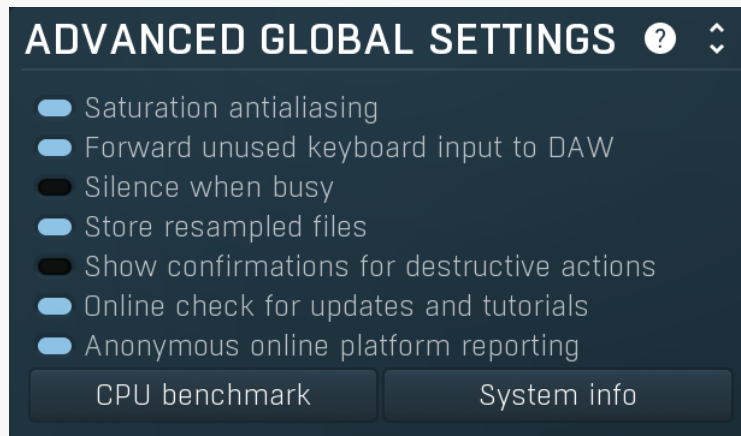 ADVANCED GLOBAL SETTINGS ?
Saturation antialiasing
Forward unused keyboard input to DAW
Silence when busy
Store resampled files
Show confirmations for destructive actions
Online check for updates and tutorials
Anonymous online platform reporting
CPU benchmark System info